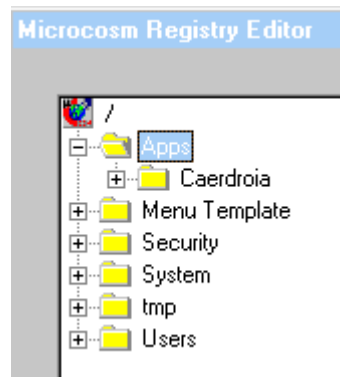 Microcosm Registry Editor
/
Apps
Caerdroia
Menu Template
Security
System
tmp
Users